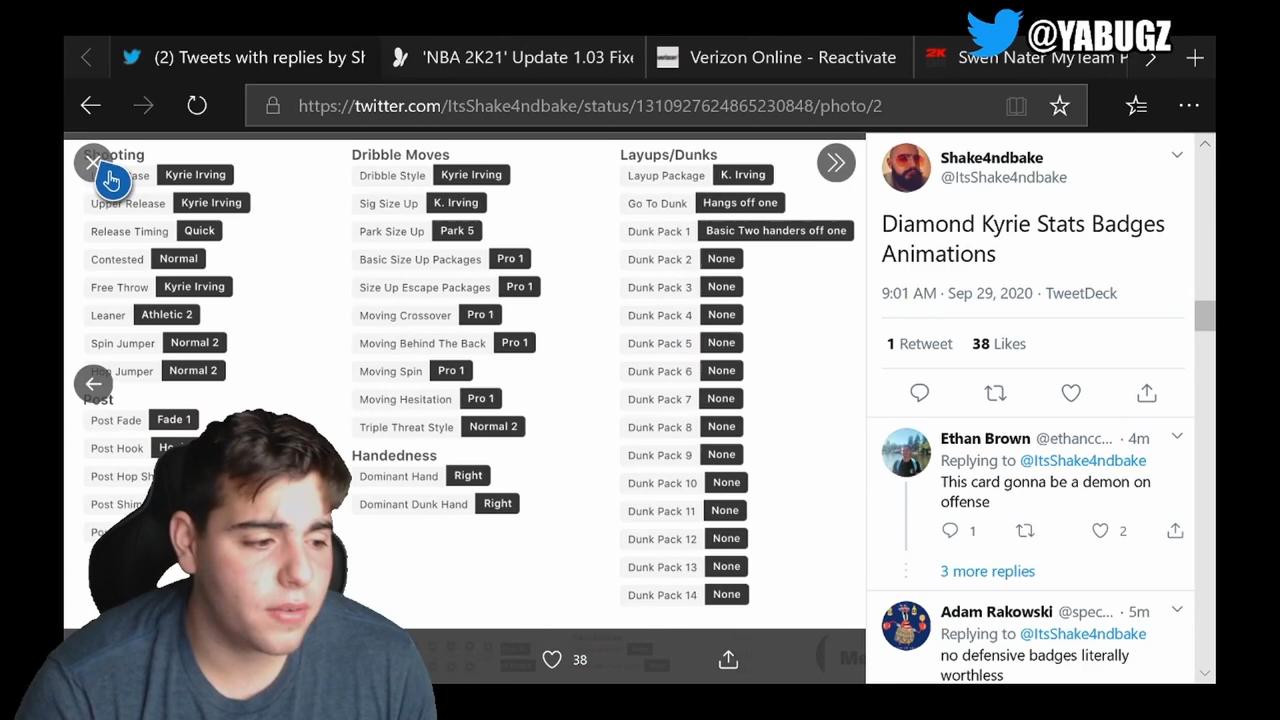 @YABUGZ
(2) Tweets with replies by Sh
'NBA 2K21' Update 1.03 Fixe
Verizon Online - Reactivate
2K
Swen Nater MyTeam P
https://twitter.com/ItsShake4ndbake/status/1310927624865230848/photo/2
Shooting
Kyrie Irving
Upper Release Kyrie Irving
Release Timing Quick
Contested Normal
Free Throw Kyrie Irving
Leaner Athletic 2
Spin Jumper Normal 2
Hop Jumper Normal 2
Post
Post Fade Fade 1
Post Hook
Post Hop Sh
Post Shim
Dribble Moves
Dribble Style Kyrie Irving
Sig Size Up K. Irving
Park Size Up Park 5
Basic Size Up Packages Pro 1
Size Up Escape Packages Pro 1
Moving Crossover Pro 1
Moving Behind The Back Pro 1
Moving Spin Pro 1
Moving Hesitation Pro 1
Triple Threat Style Normal 2
Handedness
Dominant Hand Right
Dominant Dunk Hand Right
Layups/Dunks
Layup Package K. Irving
Go To Dunk Hangs off one
Dunk Pack 1 Basic Two handers off one
Dunk Pack 2 None
Dunk Pack 3 None
Dunk Pack 4 None
Dunk Pack 5 None
Dunk Pack 6 None
Dunk Pack 7 None
Dunk Pack 8 None
Dunk Pack 9 None
Dunk Pack 10 None
Dunk Pack 11 None
Dunk Pack 12 None
Dunk Pack 13 None
Dunk Pack 14 None
38
Shake4ndbake
@ItsShake4ndbake
Diamond Kyrie Stats Badges
Animations
9:01 AM · Sep 29, 2020 · TweetDeck
1 Retweet 38 Likes
Ethan Brown @ethancc... · 4m
Replying to @ItsShake4ndbake
This card gonna be a demon on
offense
1 2
3 more replies
Adam Rakowski @spec... · 5m
Replying to @ItsShake4ndbake
no defensive badges literally
worthless